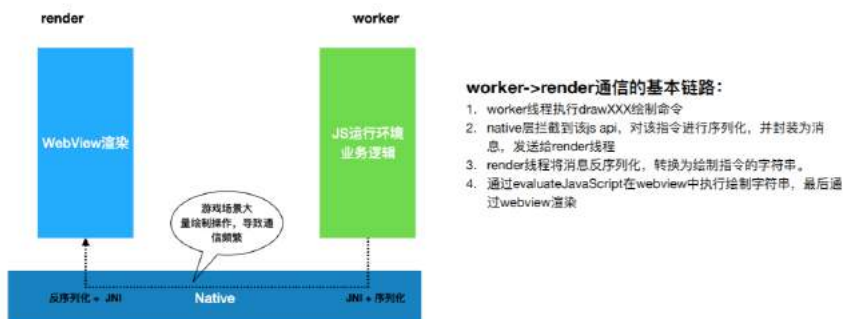 render
worker
WebView渲染
JS运行环境
业务逻辑
游戏场景大
量绘制操作，导致通
信频繁
反序列化 + JNI
Native
JNI + 序列化
worker->render通信的基本链路：
1. worker线程执行drawXXX绘制命令
2. native层拦截到该js api，对该指令进行序列化，并封装为消
息，发送给render线程
3. render线程将消息反序列化，转换为绘制指令的字符串。
4. 通过evaluateJavaScript在webview中执行绘制字符串，最后通
过webview渲染